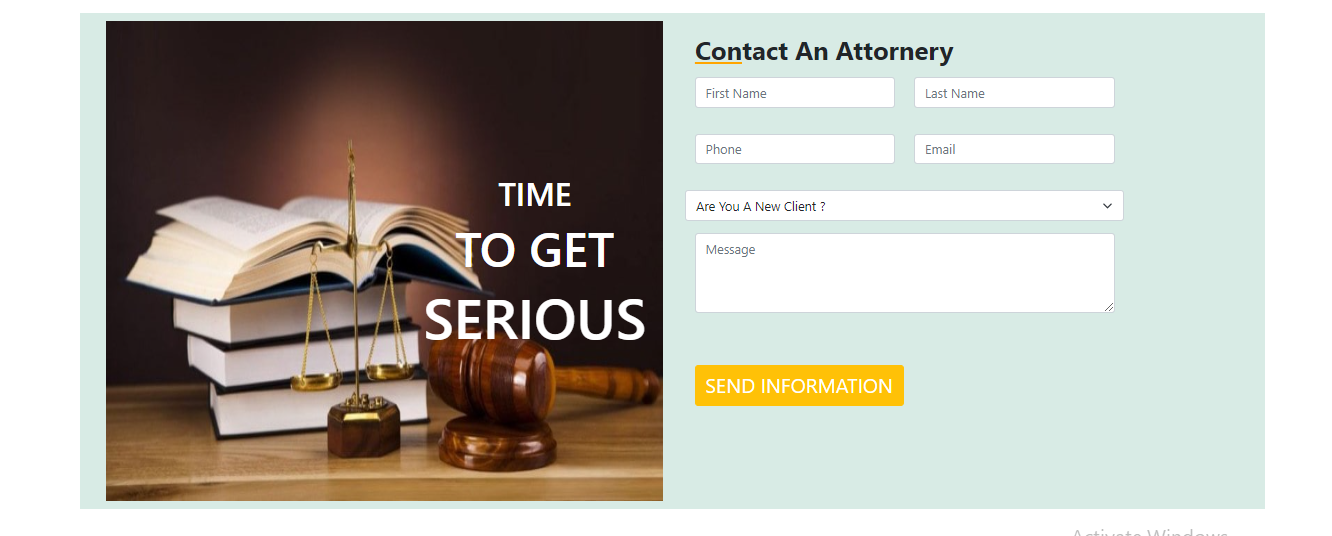 Contact An Attornery
First Name
Last Name
Phone
Email
Are You A New Client ?
Message
SEND INFORMATION
TIME
TO GET
SERIOUS
Activate Windows